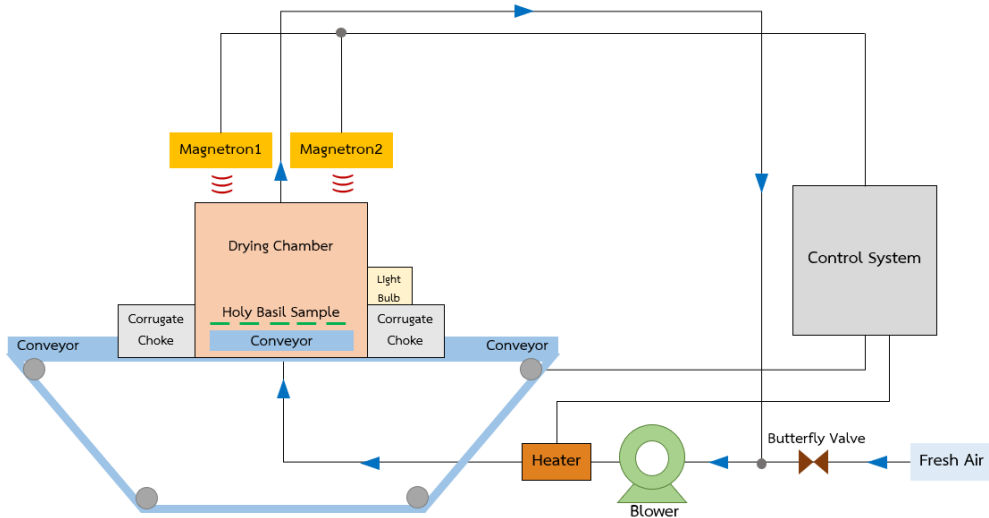 Magnetron1
Magnetron2
Drying Chamber
Control System
LIght
Bulb
Holy Basil Sample
Corrugate
Choke
Corrugate
Choke
Conveyor
Conveyor
Conveyor
Butterfly Valve
Heater
Fresh Air
Blower